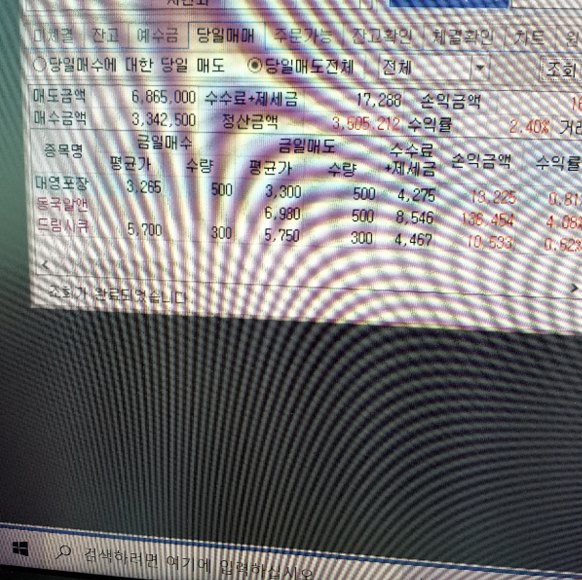 미체결 잔고 예수금 당일매매 주문가능 잔고확인 체결확인 차트
당일매수에 대한 당일 매도 당일매도전체 전체 조회
매도금액 6,865,000 수수료+제세금 17,288 손익금액
매수금액 3,342,500 정산금액 3,505,212 수익률 2.40%
종목명 금일매수 금일매도 수수료+제세금 손익금액 수익률
평균가 수량 평균가 수량
대영포장 3,265 500 3,300 500 4,275 13,225 0.81
동국알앤 6,980 500 8,546 136,454 4.08
드림시큐 5,700 300 5,750 300 4,467 10,533 0.62%
조회가 완료되었습니다
검색하려면 여기에 입력하십시오